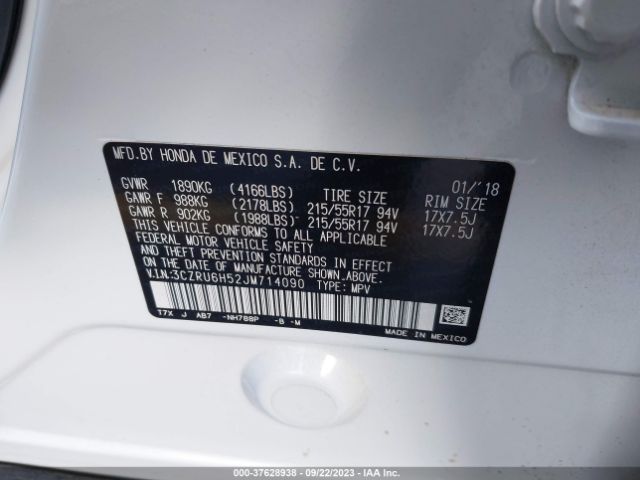 MFD.BY HONDA DE MEXICO S.A. DE C.V.
01/'18
GVWR 1890KG (4166LBS) TIRE SIZE RIM SIZE
GAWR F 988KG (2178LBS) 215/55R17 94V 17X7.5J
GAWR R 902KG (1988LBS) 215/55R17 94V 17X7.5J
THIS VEHICLE CONFORMS TO ALL APPLICABLE
FEDERAL MOTOR VEHICLE SAFETY
AND THEFT PREVENTION STANDARDS IN EFFECT
ON THE DATE OF MANUFACTURE SHOWN ABOVE.
V.I.N:3CZRU6H52JM714090 TYPE: MPV
17X J AB7 -NH788P -B -M
MADE IN MEXICO
000-37628938 - 09/22/2023 - IAA Inc.